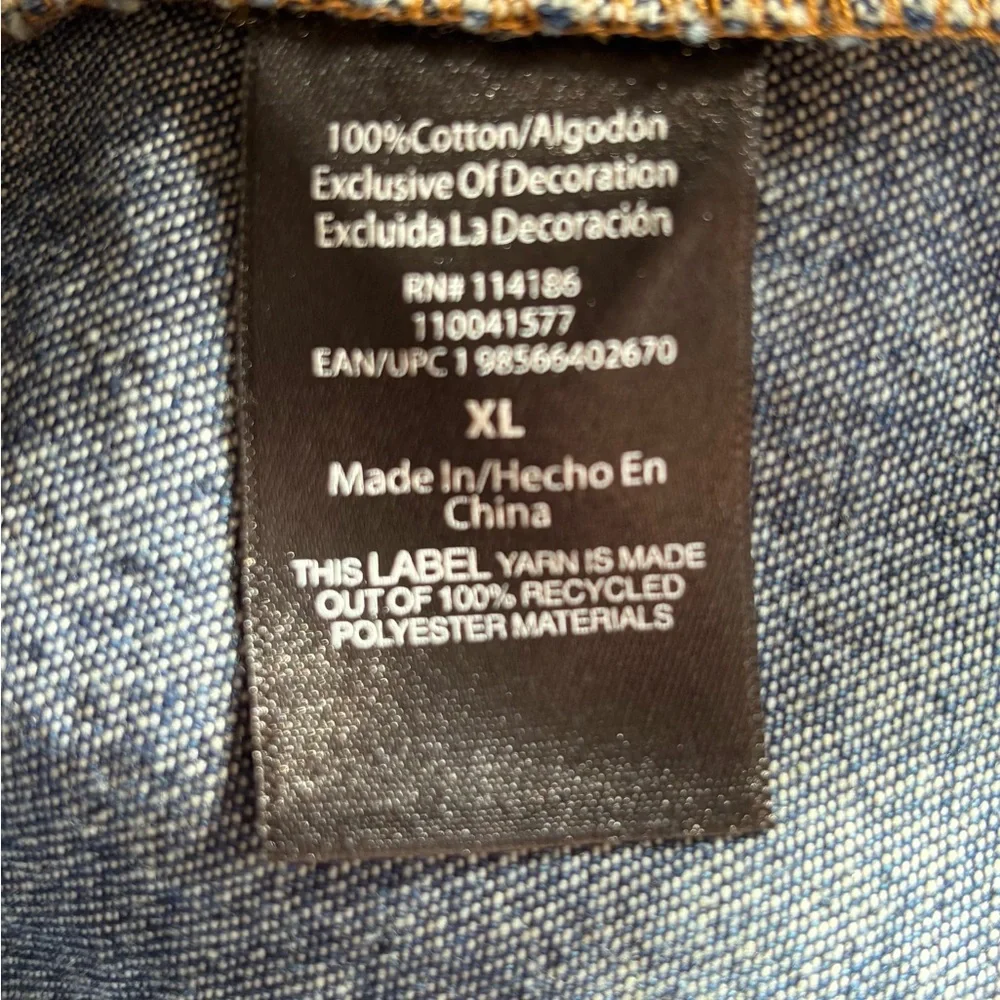 100%Cotton/Algodón
Exclusive Of Decoration
Excluida La Decoración
RN# 114186
110041577
EAN/UPC 1 98566402670
XL
Made In/Hecho En
China
THIS LABEL YARN IS MADE
OUT OF 100% RECYCLED
POLYESTER MATERIALS